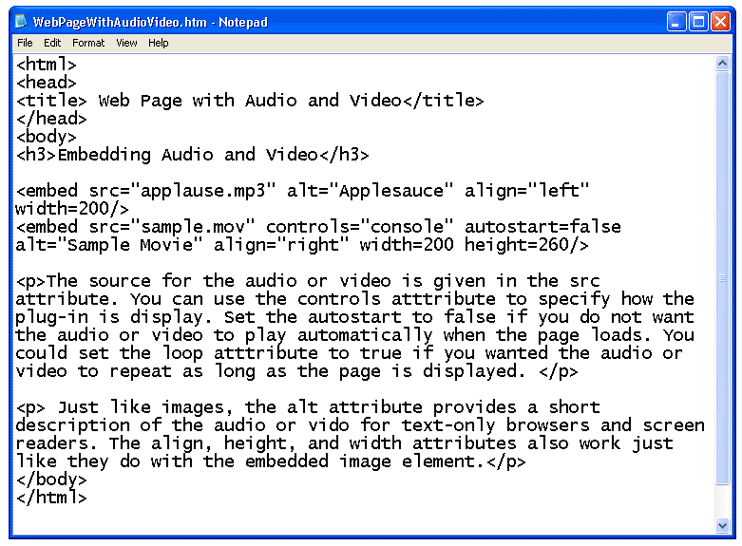 WebPageWithAudioVideo.htm - Notepad
File Edit Format View Help
<html>
<head>
<title> Web Page with Audio and Video</title>
</head>
<body>
<h3>Embedding Audio and Video</h3>
<embed src="applause.mp3" alt="Applesauce" align="left"
width=200/>
<embed src="sample.mov" controls="console" autostart=false
alt="Sample Movie" align="right" width=200 height=260/>
<p>The source for the audio or video is given in the src
attribute. You can use the controls atttribute to specify how the
plug-in is display. Set the autostart to false if you do not want
the audio or video to play automatically when the page loads. You
could set the loop atttribute to true if you wanted the audio or
video to repeat as long as the page is displayed. </p>
<p> Just like images, the alt attribute provides a short
description of the audio or vido for text-only browsers and screen
readers. The align, height, and width attributes also work just
like they do with the embedded image element.</p>
</body>
</html>